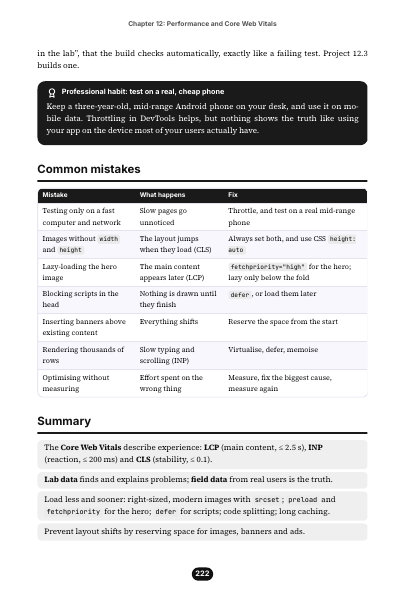 Chapter 12: Performance and Core Web Vitals
in the lab”, that the build checks automatically, exactly like a failing test. Project 12.3
builds one.
Professional habit: test on a real, cheap phone
Keep a three-year-old, mid-range Android phone on your desk, and use it on mo-
bile data. Throttling in DevTools helps, but nothing shows the truth like using
your app on the device most of your users actually have.
Common mistakes
Mistake What happens Fix
Testing only on a fast Slow pages go Throttle, and test on a real mid-range
computer and network unnoticed phone
Images without width The layout jumps Always set both, and use CSS height:
and height when they load (CLS) auto
Lazy-loading the hero The main content fetchpriority="high" for the hero;
image appears later (LCP) lazy only below the fold
Blocking scripts in the Nothing is drawn until defer, or load them later
head they finish
Inserting banners above Everything shifts Reserve the space from the start
existing content
Rendering thousands of Slow typing and Virtualise, defer, memoise
rows scrolling (INP)
Optimising without Effort spent on the Measure, fix the biggest cause,
measuring wrong thing measure again
Summary
The Core Web Vitals describe experience: LCP (main content, ≤ 2.5 s), INP
(reaction, ≤ 200 ms) and CLS (stability, ≤ 0.1).
Lab data finds and explains problems; field data from real users is the truth.
Load less and sooner: right-sized, modern images with srcset; preload and
fetchpriority for the hero; defer for scripts; code splitting; long caching.
Prevent layout shifts by reserving space for images, banners and ads.
222